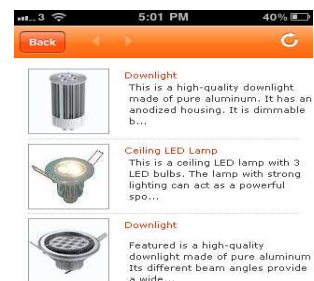 ...3 5:01 PM 40%
Back
Downlight
This is a high-quality downlight
made of pure aluminum. It has an
anodized housing. It is dimmable
b...
Ceiling LED Lamp
This is a ceiling LED lamp with 3
LED bulbs. The lamp with strong
lighting can act as a powerful
spo...
Downlight
Featured is a high-quality
downlight made of pure aluminum
Its different beam angles provide
a wide...